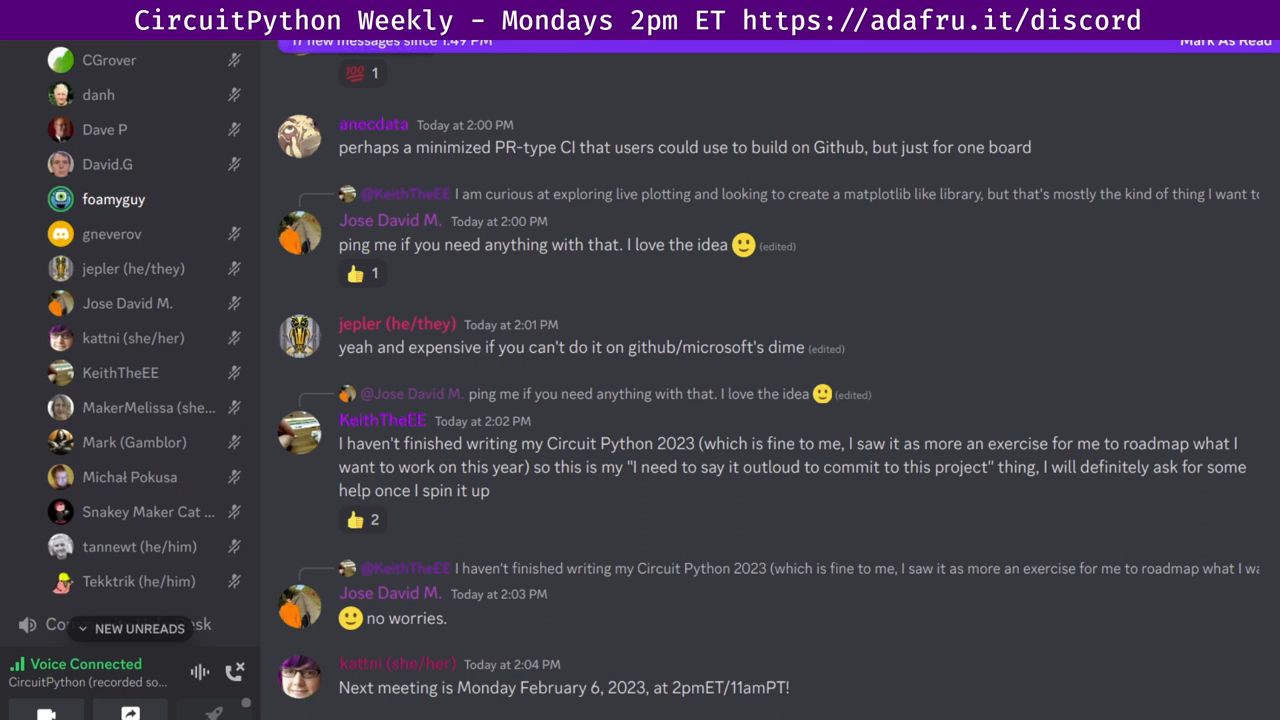 CircuitPython Weekly - Mondays 2pm ET https://adafru.it/discord
17 new messages since 1:49 PM
Mark As Read
CGrover
danh
Dave P
David.G
foamyguy
gneverov
jepler (he/they)
Jose David M.
kattni (she/her)
KeithTheEE
MakerMelissa (she...
Mark (Gamblor)
Michał Pokusa
Snakey Maker Cat ...
tannewt (he/him)
Tekktrik (he/him)
NEW UNREADS
Voice Connected
CircuitPython (recorded so...
💯 1
anecdata Today at 2:00 PM
perhaps a minimized PR-type CI that users could use to build on Github, but just for one board
@KeithTheEE I am curious at exploring live plotting and looking to create a matplotlib like library, but that's mostly the kind of thing I want to
Jose David M. Today at 2:00 PM
ping me if you need anything with that. I love the idea 🙂 (edited)
👍 1
jepler (he/they) Today at 2:01 PM
yeah and expensive if you can't do it on github/microsoft's dime (edited)
@Jose David M. ping me if you need anything with that. I love the idea 🙂 (edited)
KeithTheEE Today at 2:02 PM
I haven't finished writing my Circuit Python 2023 (which is fine to me, I saw it as more an exercise for me to roadmap what I
want to work on this year) so this is my "I need to say it outloud to commit to this project" thing, I will definitely ask for some
help once I spin it up
👍 2
@KeithTheEE I haven't finished writing my Circuit Python 2023 (which is fine to me, I saw it as more an exercise for me to roadmap what I wa
Jose David M. Today at 2:03 PM
🙂 no worries.
kattni (she/her) Today at 2:04 PM
Next meeting is Monday February 6, 2023, at 2pmET/11amPT!